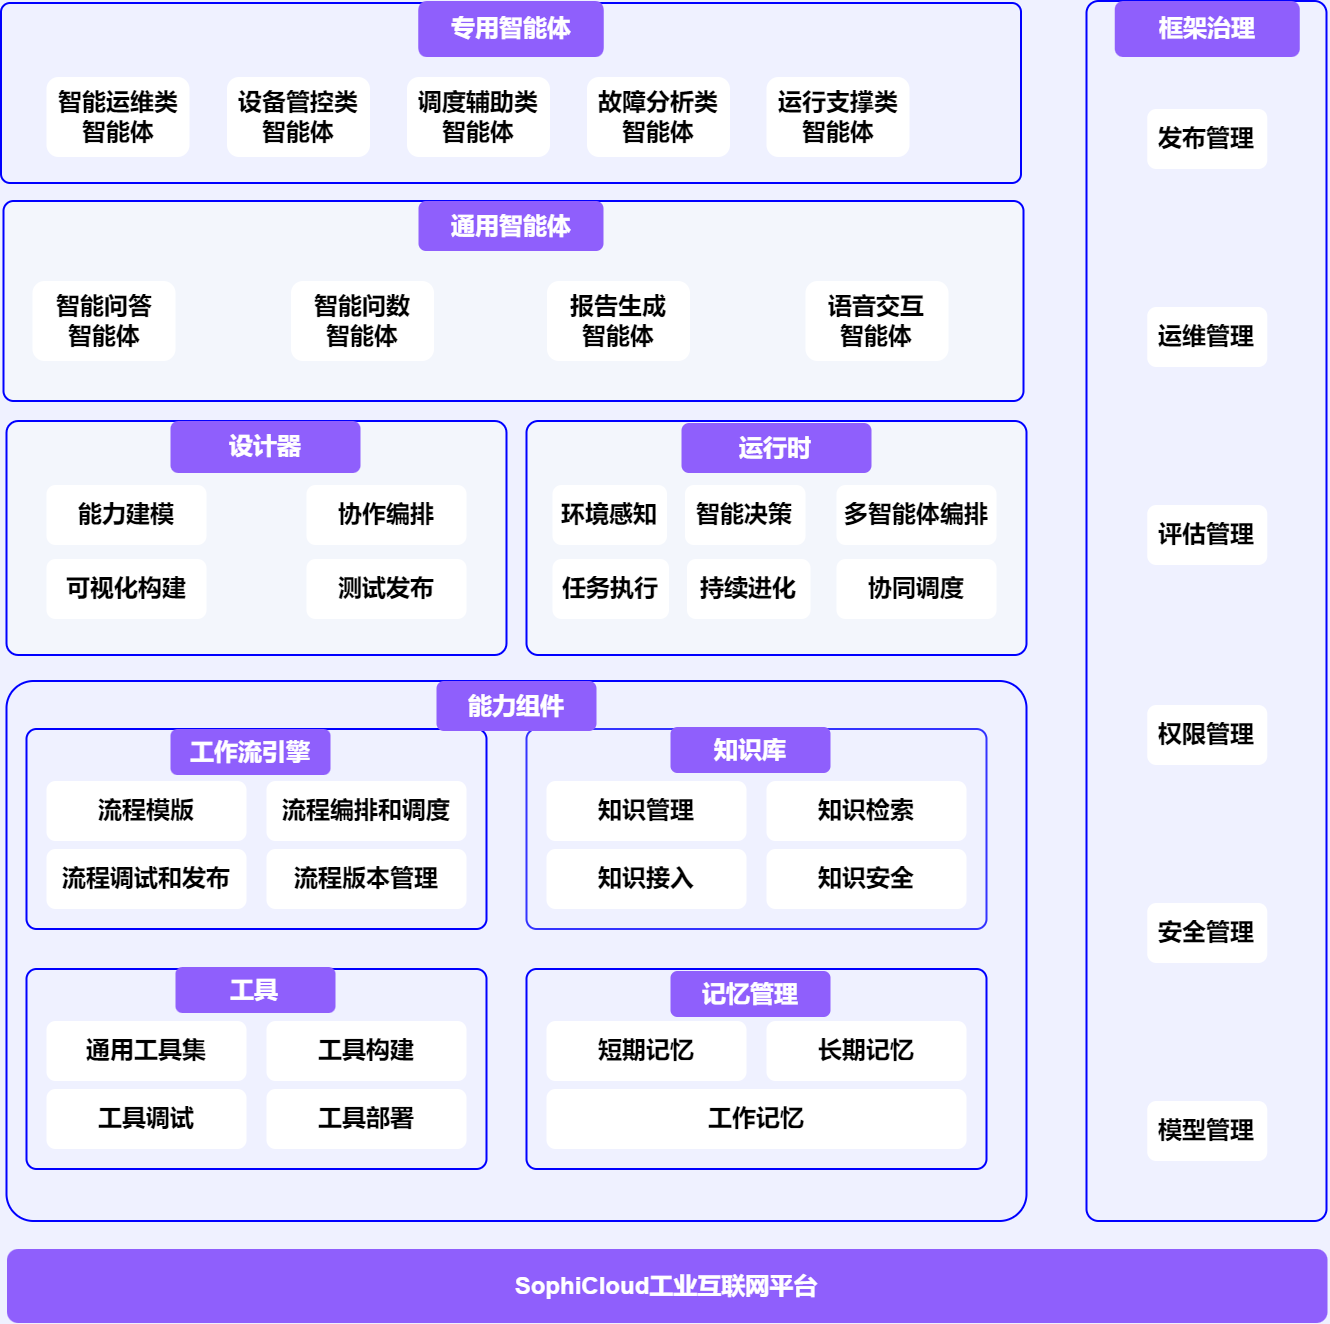 专用智能体
智能运维类
智能体
设备管控类
智能体
调度辅助类
智能体
故障分析类
智能体
运行支撑类
智能体
通用智能体
智能问答
智能体
智能问数
智能体
报告生成
智能体
语音交互
智能体
设计器
能力建模
协作编排
可视化构建
测试发布
运行时
环境感知
智能决策
多智能体编排
任务执行
持续进化
协同调度
能力组件
工作流引擎
流程模版
流程编排和调度
流程调试和发布
流程版本管理
知识库
知识管理
知识检索
知识接入
知识安全
工具
通用工具集
工具构建
工具调试
工具部署
记忆管理
短期记忆
长期记忆
工作记忆
框架治理
发布管理
运维管理
评估管理
权限管理
安全管理
模型管理
SophiCloud工业互联网平台